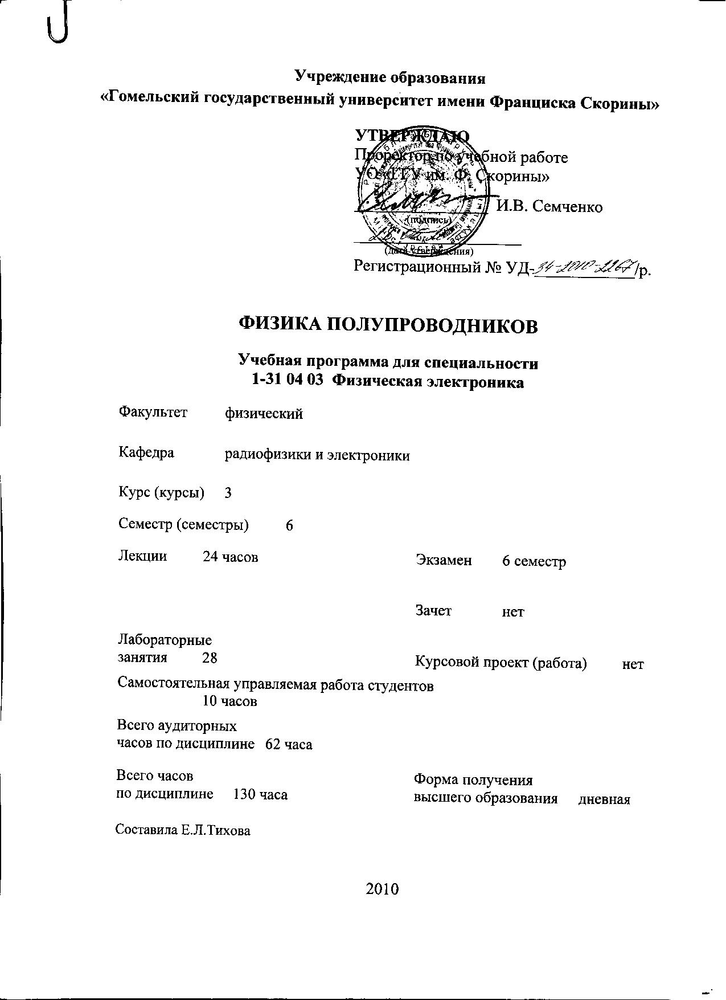 Учреждение образования
«Гомельский государственный университет имени Франциска Скорины»
УТВЕРЖДАЮ
Проректор по учебной работе
УО «ГГУ им. Ф. Скорины»
И.В. Семченко
(подпись)
(дата утверждения)
Регистрационный № УД-34-2010-2267/р.
ФИЗИКА ПОЛУПРОВОДНИКОВ
Учебная программа для специальности
1-31 04 03 Физическая электроника
Факультет физический
Кафедра радиофизики и электроники
Курс (курсы) 3
Семестр (семестры) 6
Лекции 24 часов Экзамен 6 семестр
Зачет нет
Лабораторные
занятия 28 Курсовой проект (работа) нет
Самостоятельная управляемая работа студентов
10 часов
Всего аудиторных
часов по дисциплине 62 часа
Всего часов Форма получения
по дисциплине 130 часа высшего образования дневная
Составила Е.Л.Тихова
2010